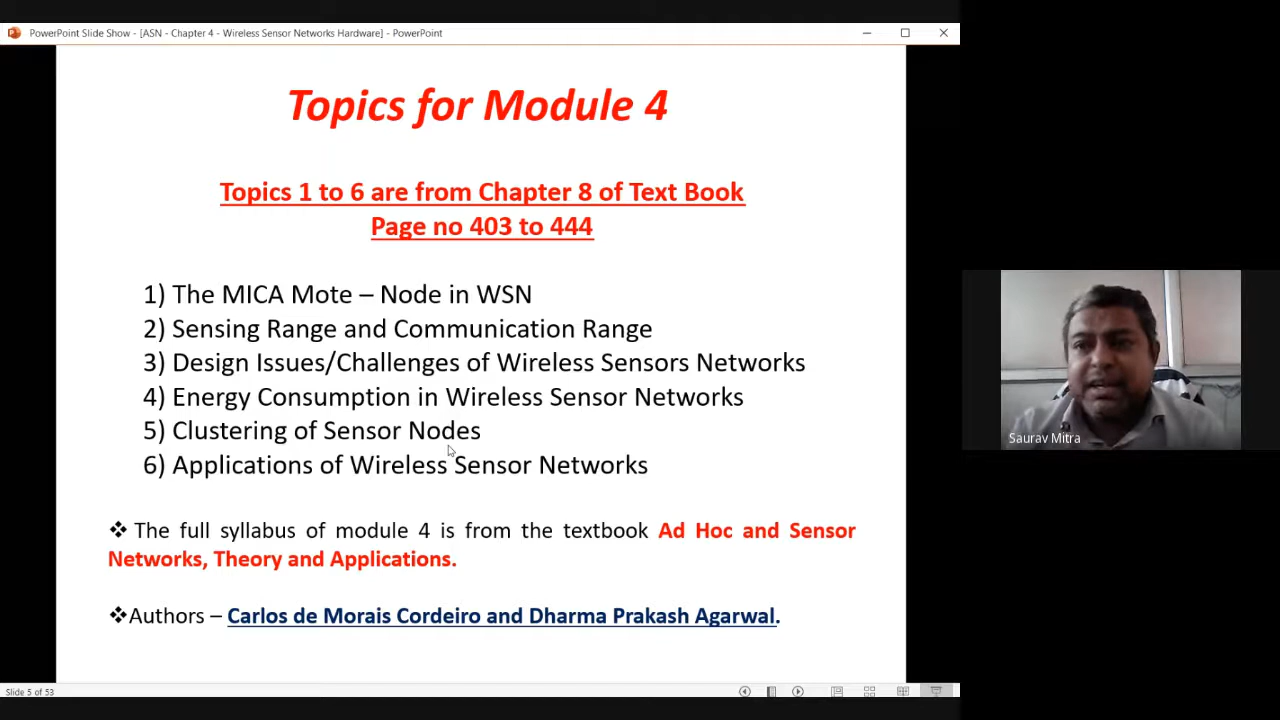 PowerPoint Slide Show - [ASN - Chapter 4 - Wireless Sensor Networks Hardware] - PowerPoint
Topics for Module 4
Topics 1 to 6 are from Chapter 8 of Text Book
Page no 403 to 444
1) The MICA Mote – Node in WSN
2) Sensing Range and Communication Range
3) Design Issues/Challenges of Wireless Sensors Networks
4) Energy Consumption in Wireless Sensor Networks
5) Clustering of Sensor Nodes
6) Applications of Wireless Sensor Networks
❖ The full syllabus of module 4 is from the textbook Ad Hoc and Sensor
Networks, Theory and Applications.
❖Authors – Carlos de Morais Cordeiro and Dharma Prakash Agarwal.
Saurav Mitra
Slide 5 of 53